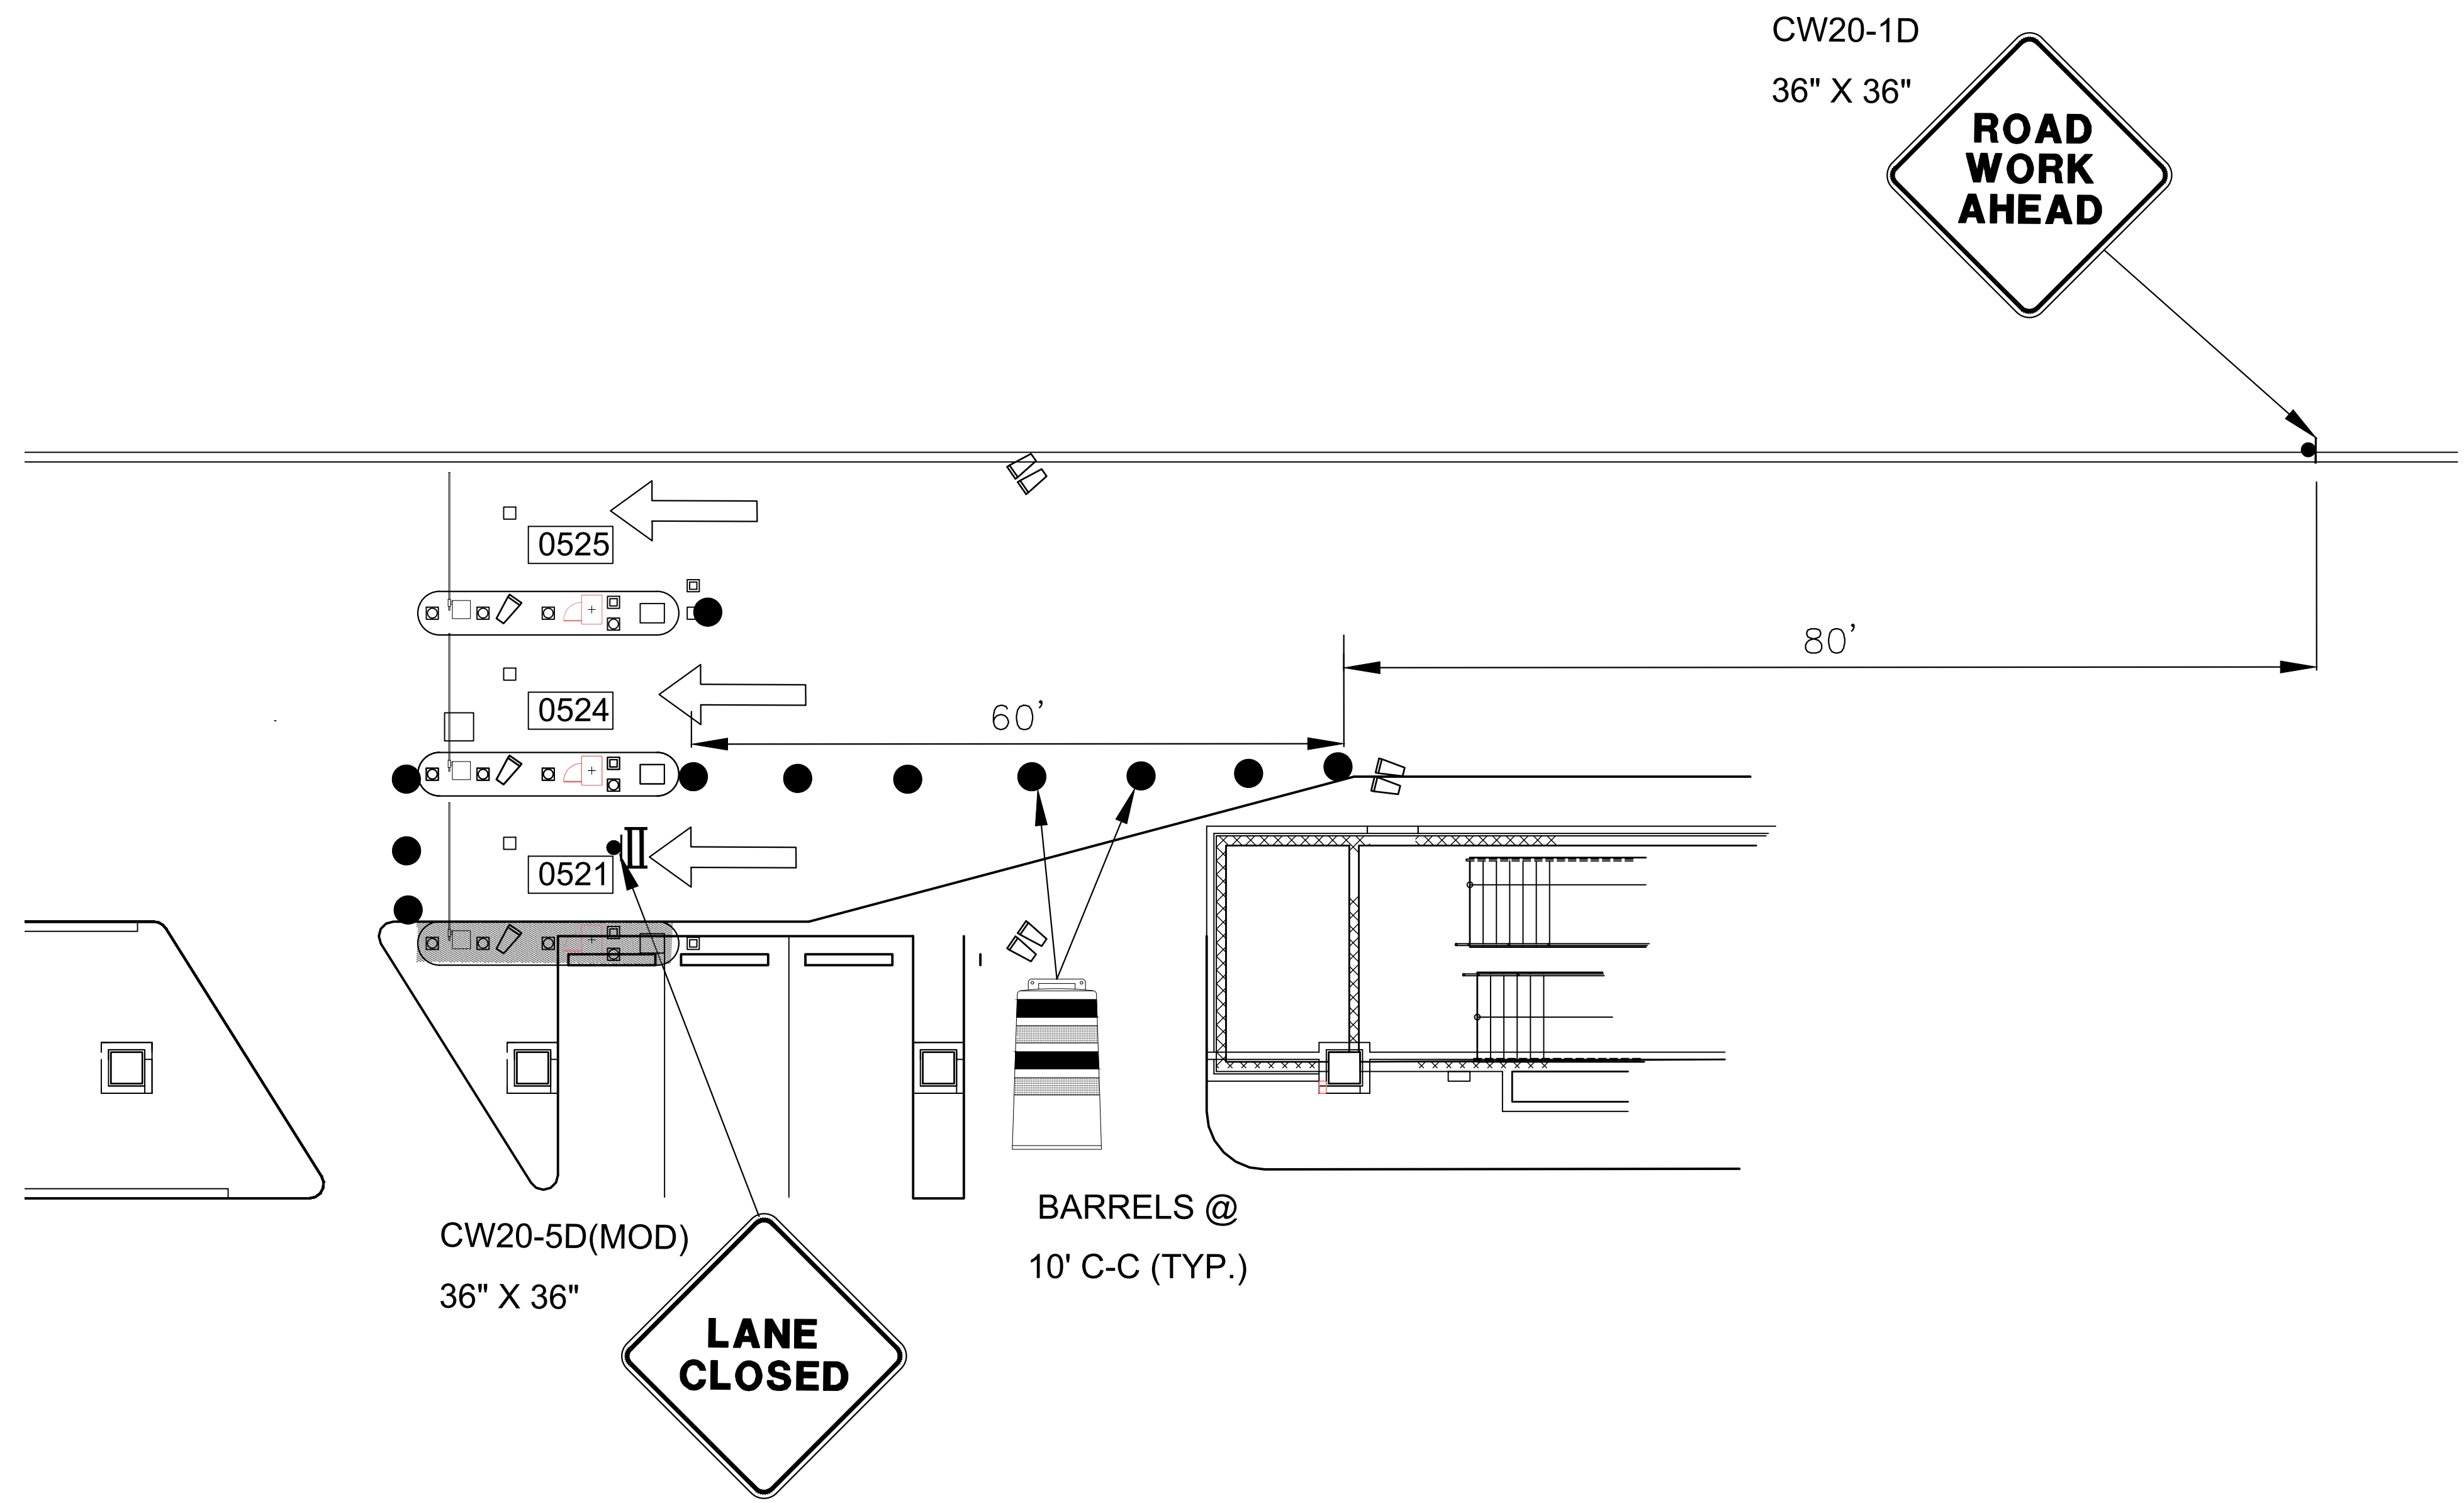 CW20-1D
36" X 36"
ROAD
WORK
AHEAD
0525
80'
0524
60'
0521
BARRELS @
10' C-C (TYP.)
CW20-5D(MOD)
36" X 36"
LANE
CLOSED